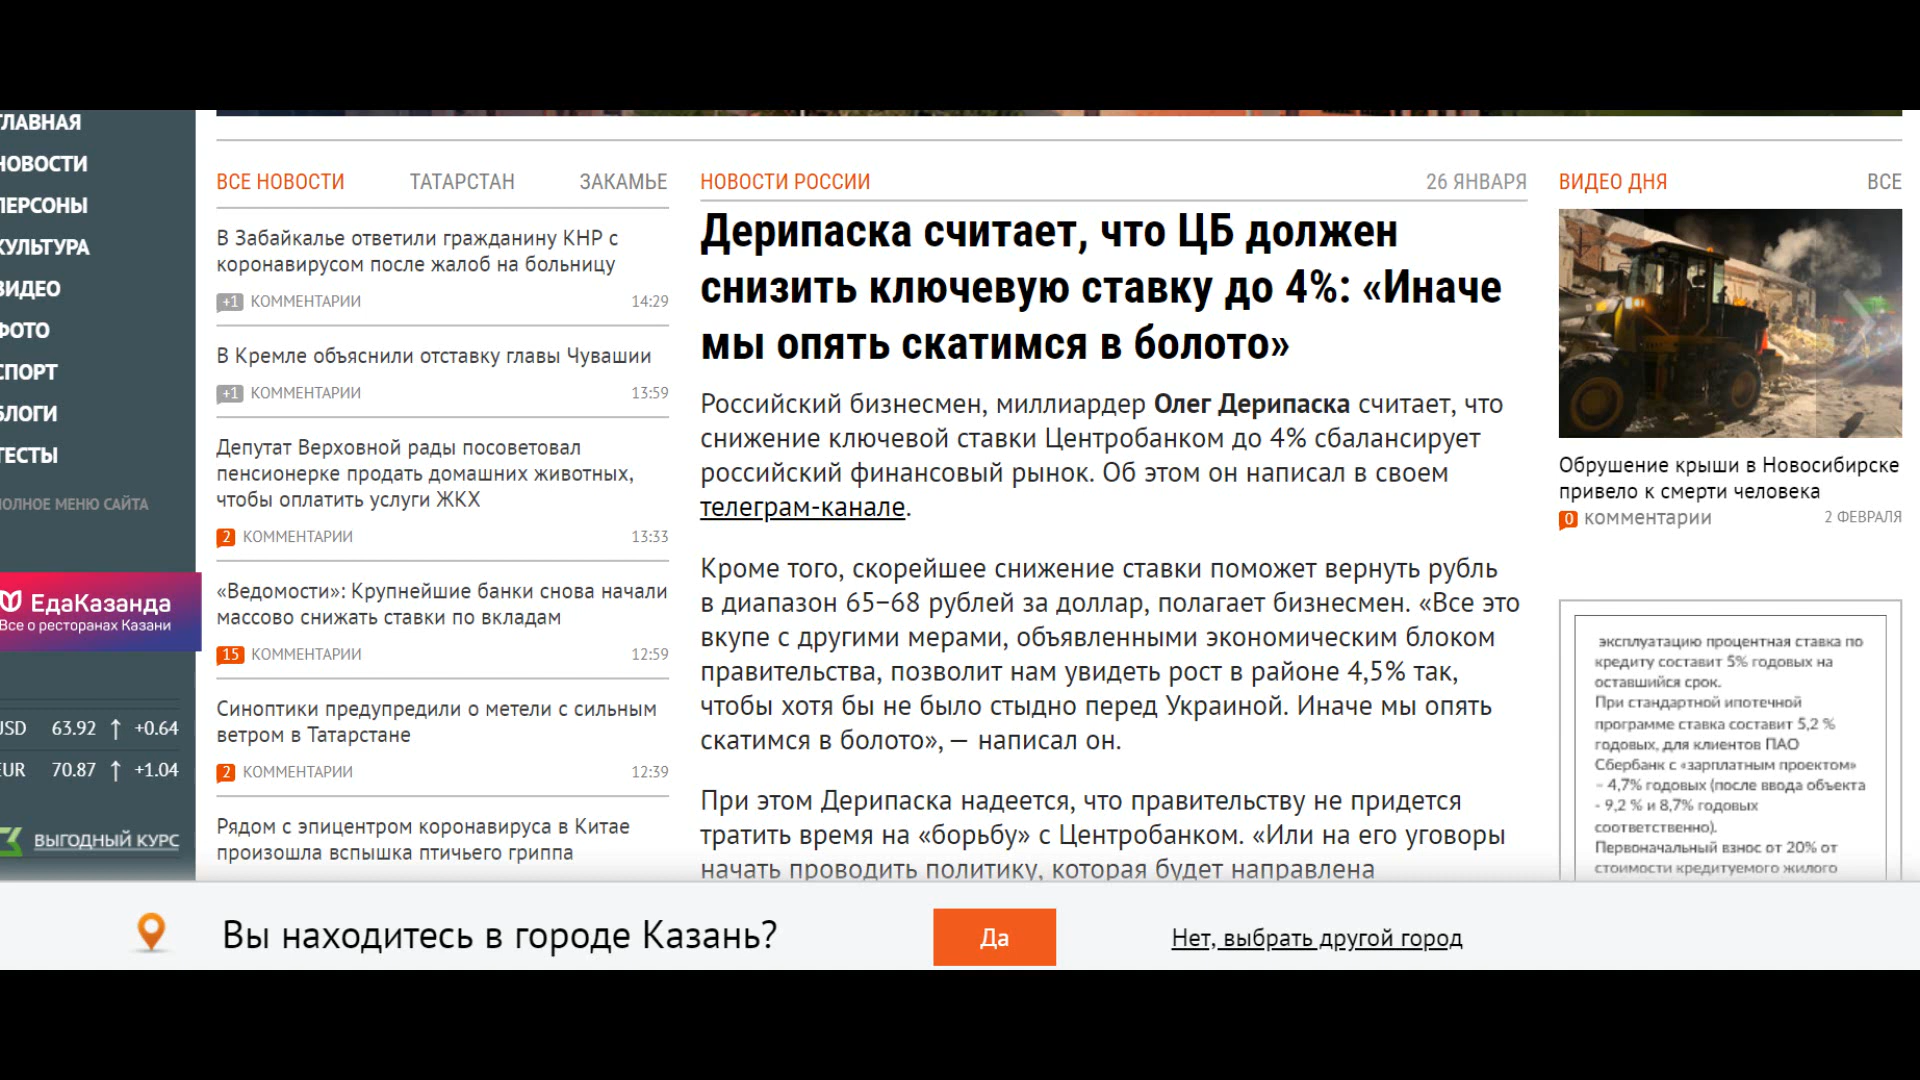 ГЛАВНАЯ
НОВОСТИ
ПЕРСОНЫ
КУЛЬТУРА
ВИДЕО
ФОТО
СПОРТ
БЛОГИ
ТЕСТЫ
ПОЛНОЕ МЕНЮ САЙТА
ЕдаКазанда
Все о ресторанах Казани
USD 63.92 ↑ +0.64
EUR 70.87 ↑ +1.04
ВЫГОДНЫЙ КУРС
ВСЕ НОВОСТИ ТАТАРСТАН ЗАКАМЬЕ
В Забайкалье ответили гражданину КНР с
коронавирусом после жалоб на больницу
+1 КОММЕНТАРИИ 14:29
В Кремле объяснили отставку главы Чувашии
+1 КОММЕНТАРИИ 13:59
Депутат Верховной рады посоветовал
пенсионерке продать домашних животных,
чтобы оплатить услуги ЖКХ
2 КОММЕНТАРИИ 13:33
«Ведомости»: Крупнейшие банки снова начали
массово снижать ставки по вкладам
15 КОММЕНТАРИИ 12:59
Синоптики предупредили о метели с сильным
ветром в Татарстане
2 КОММЕНТАРИИ 12:39
Рядом с эпицентром коронавируса в Китае
произошла вспышка птичьего гриппа
НОВОСТИ РОССИИ 26 ЯНВАРЯ
Дерипаска считает, что ЦБ должен
снизить ключевую ставку до 4%: «Иначе
мы опять скатимся в болото»
Российский бизнесмен, миллиардер Олег Дерипаска считает, что
снижение ключевой ставки Центробанком до 4% сбалансирует
российский финансовый рынок. Об этом он написал в своем
телеграм-канале.
Кроме того, скорейшее снижение ставки поможет вернуть рубль
в диапазон 65–68 рублей за доллар, полагает бизнесмен. «Все это
вкупе с другими мерами, объявленными экономическим блоком
правительства, позволит нам увидеть рост в районе 4,5% так,
чтобы хотя бы не было стыдно перед Украиной. Иначе мы опять
скатимся в болото», — написал он.
При этом Дерипаска надеется, что правительству не придется
тратить время на «борьбу» с Центробанком. «Или на его уговоры
начать проводить политику, которая будет направлена
ВИДЕО ДНЯ ВСЕ
Обрушение крыши в Новосибирске
привело к смерти человека
0 комментарии 2 ФЕВРАЛЯ
эксплуатацию процентная ставка по
кредиту составит 5% годовых на
оставшийся срок.
При стандартной ипотечной
программе ставка составит 5,2 %
годовых, для клиентов ПАО
Сбербанк с «зарплатным проектом»
– 4,7% годовых (после ввода объекта
- 9,2 % и 8,7% годовых
соответственно).
Первоначальный взнос от 20% от
стоимости кредитуемого жилого
Вы находитесь в городе Казань?
Да
Нет, выбрать другой город